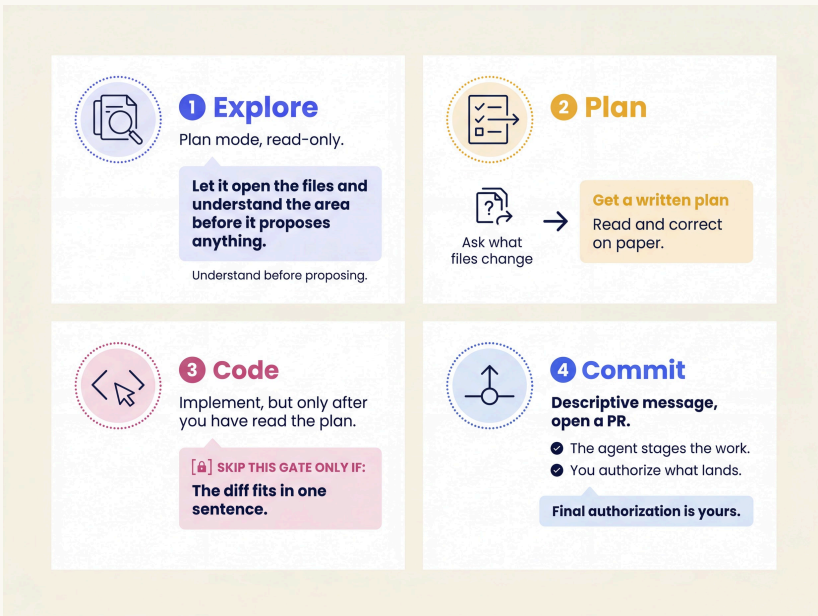 1 Explore
Plan mode, read-only.
Let it open the files and
understand the area
before it proposes
anything.
Understand before proposing.
2 Plan
?
Ask what
files change
Get a written plan
Read and correct
on paper.
3 Code
Implement, but only after
you have read the plan.
SKIP THIS GATE ONLY IF:
The diff fits in one
sentence.
4 Commit
Descriptive message,
open a PR.
The agent stages the work.
You authorize what lands.
Final authorization is yours.